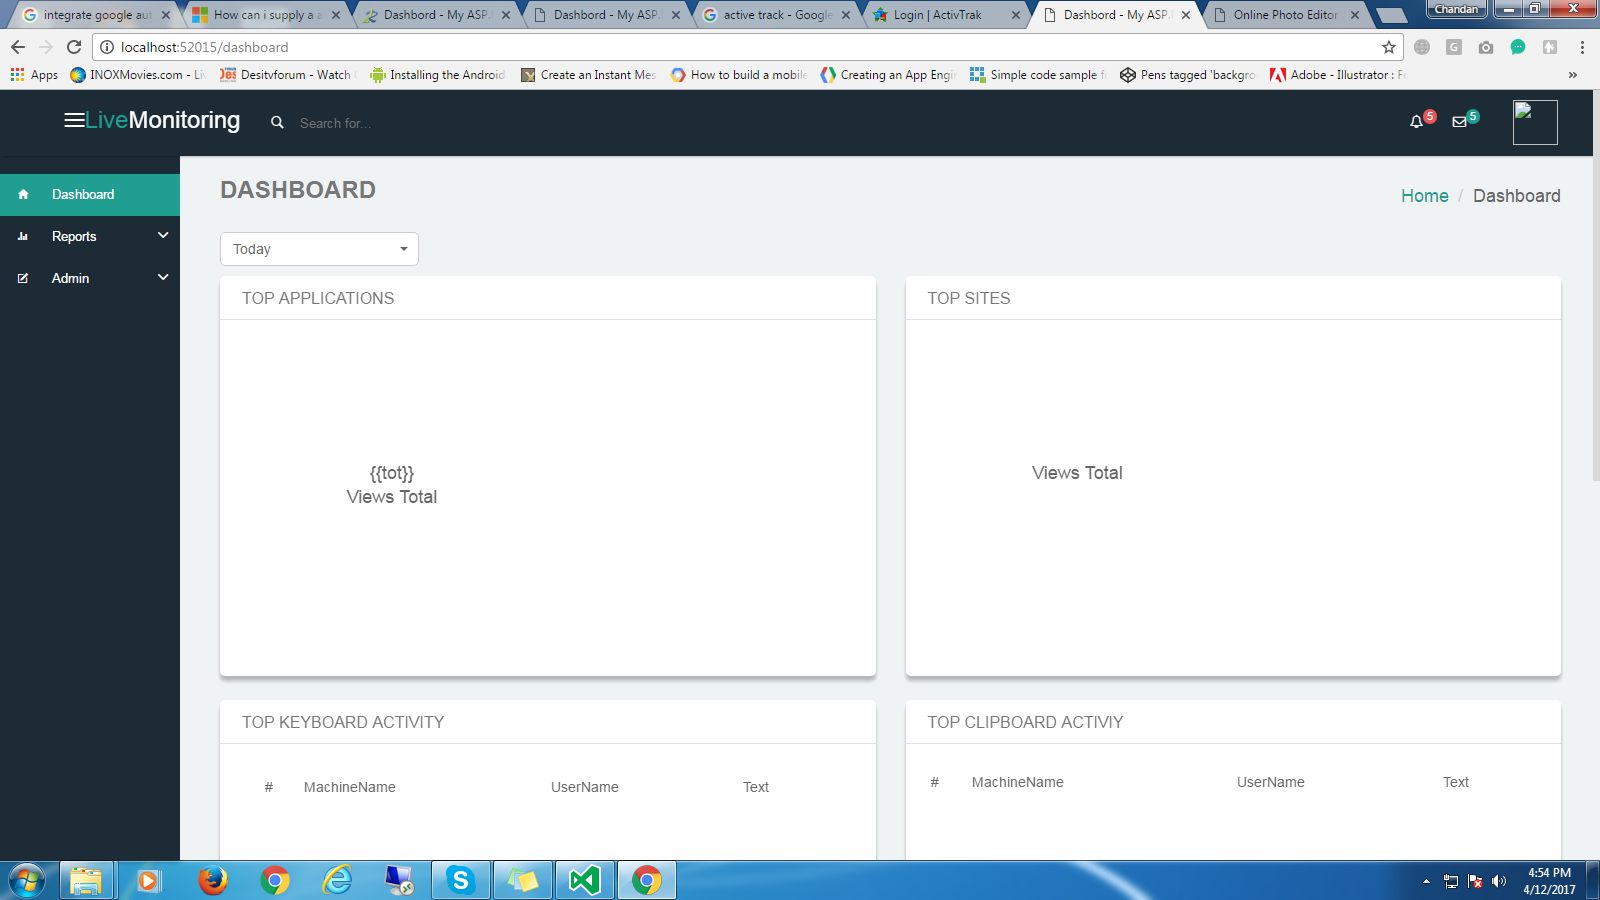 integrate google aut
How can i supply a a
Dashbord - My ASP.
Dashbord - My ASP.
active track - Google
Login | ActivTrak
Dashbord - My ASP.
Online Photo Editor
Chandan
localhost:52015/dashboard
Apps
INOXMovies.com - Liv
Desitvforum - Watch
Installing the Android
Create an Instant Mes
How to build a mobile
Creating an App Engi
Simple code sample f
Pens tagged 'backgro
Adobe - Illustrator : Fo
»
LiveMonitoring
Search for...
5
5
Dashboard
Reports
Admin
DASHBOARD
Home / Dashboard
Today
TOP APPLICATIONS
{{tot}}
Views Total
TOP SITES
Views Total
TOP KEYBOARD ACTIVITY
# MachineName UserName Text
TOP CLIPBOARD ACTIVIY
# MachineName UserName Text
4:54 PM
4/12/2017